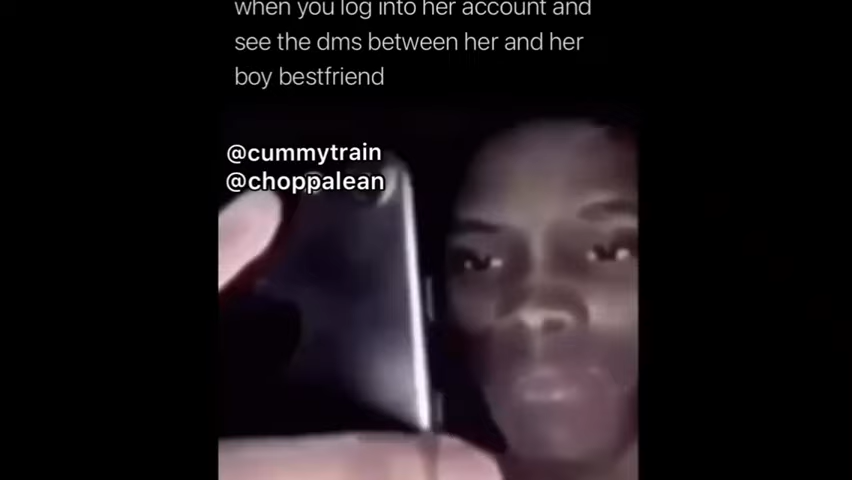 when you log into her account and
see the dms between her and her
boy bestfriend
@cummytrain
@choppalean